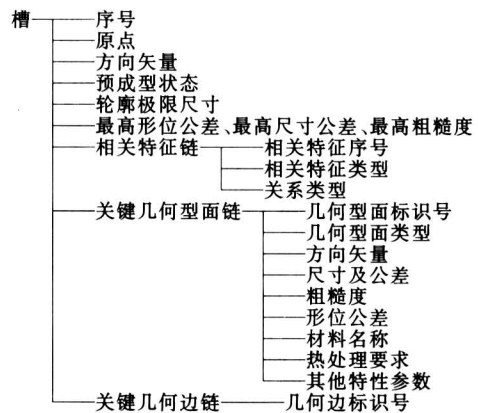 槽 序号
原点
方向矢量
预成型状态
轮廓极限尺寸
最高形位公差、最高尺寸公差、最高粗糙度
相关特征链 相关特征序号
相关特征类型
关系类型
关键几何型面链 几何型面标识号
几何型面类型
方向矢量
尺寸及公差
粗糙度
形位公差
材料名称
热处理要求
其他特性参数
关键几何边链 几何边标识号